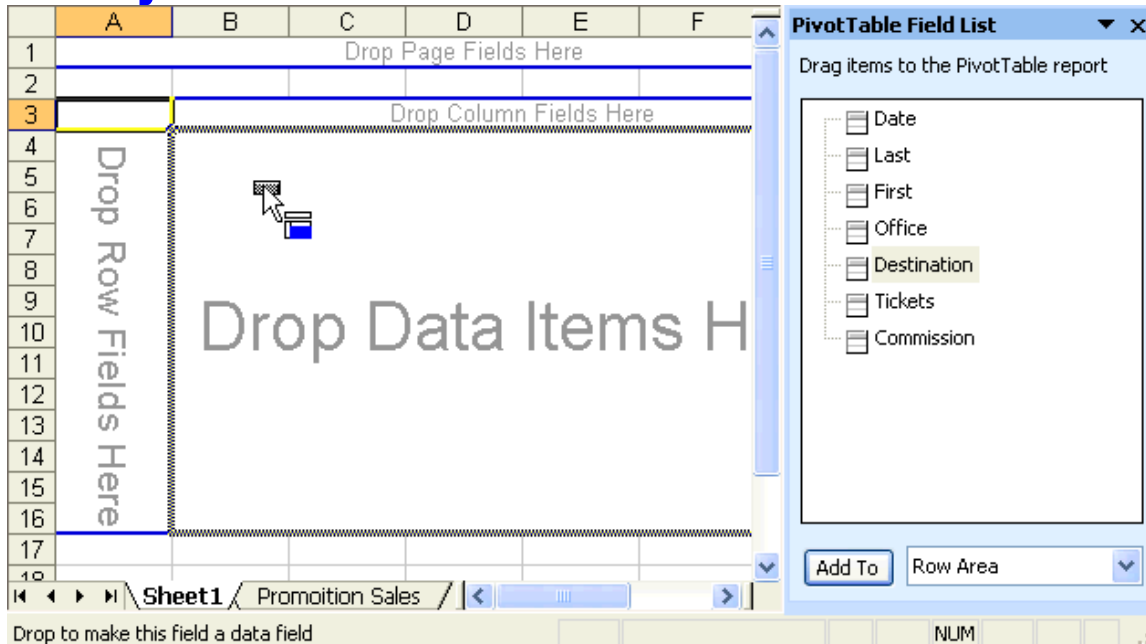 A B C D E F
1 Drop Page Fields Here
2
3 Drop Column Fields Here
4
5
6
7
8
9
10
11
12
13
14
15
16
17
18
Drop Row Fields Here
Drop Data Items H
Sheet1 Promoition Sales
Drop to make this field a data field
NUM
PivotTable Field List
Drag items to the PivotTable report
Date
Last
First
Office
Destination
Tickets
Commission
Add To Row Area